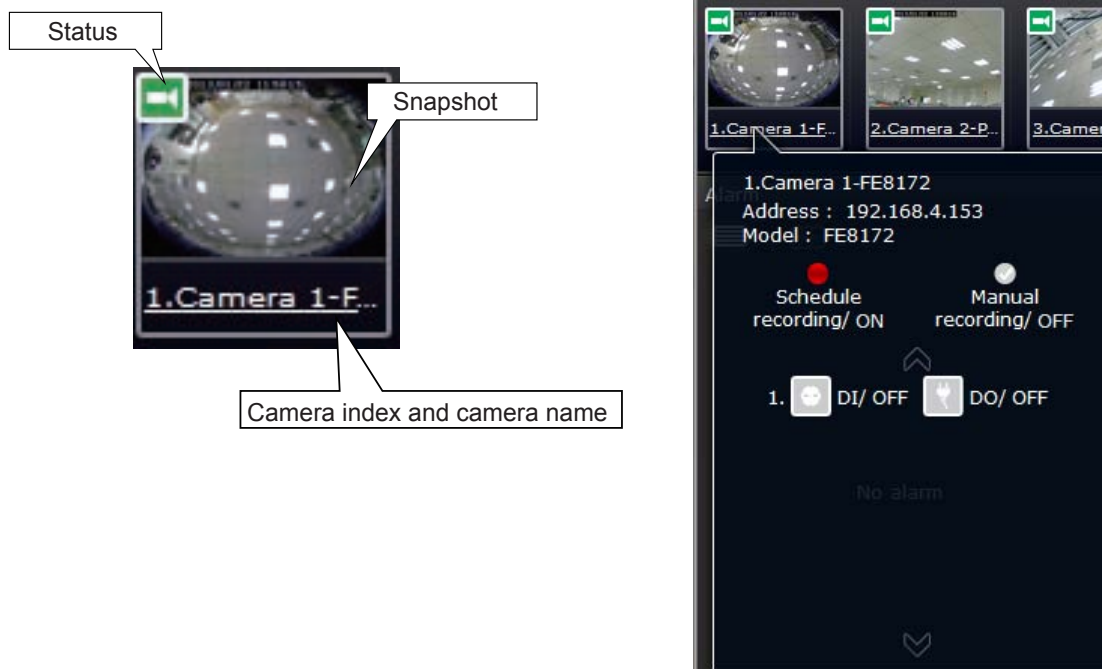 Status
Snapshot
1.Camera 1-F...
Camera index and camera name
1.Camera 1-F...
2.Camera 2-P...
3.Camer
1.Camera 1-FE8172
Address : 192.168.4.153
Alarm
Model : FE8172
Schedule
recording/ ON
Manual
recording/ OFF
1.
DI/ OFF
DO/ OFF
No alarm